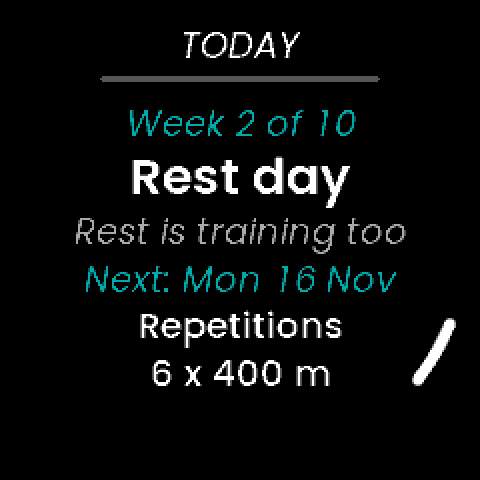 TODAY
Week 2 of 10
Rest day
Rest is training too
Next: Mon 16 Nov
Repetitions
6 x 400 m